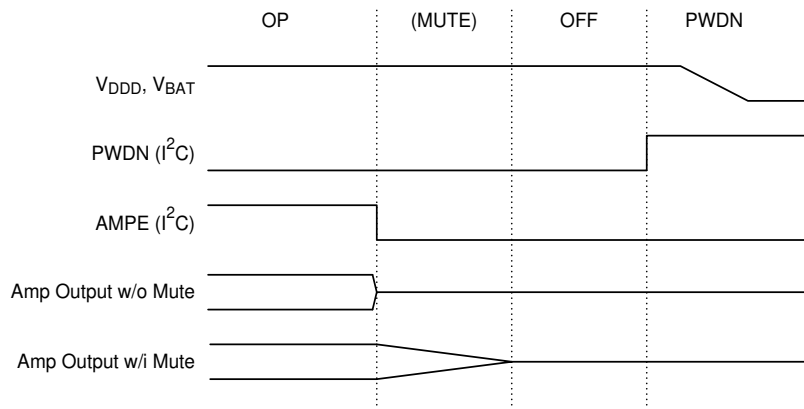 OP (MUTE) OFF PWDN
VDDD, VBAT
PWDN (I2C)
AMPE (I2C)
Amp Output w/o Mute
Amp Output w/i Mute